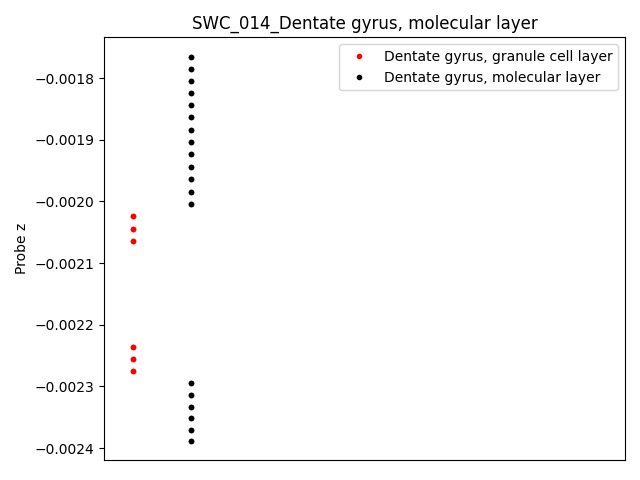 SWC_014_Dentate gyrus, molecular layer
Dentate gyrus, granule cell layer
Dentate gyrus, molecular layer
−0.0018
−0.0019
−0.0020
−0.0021
−0.0022
−0.0023
−0.0024
Probe z